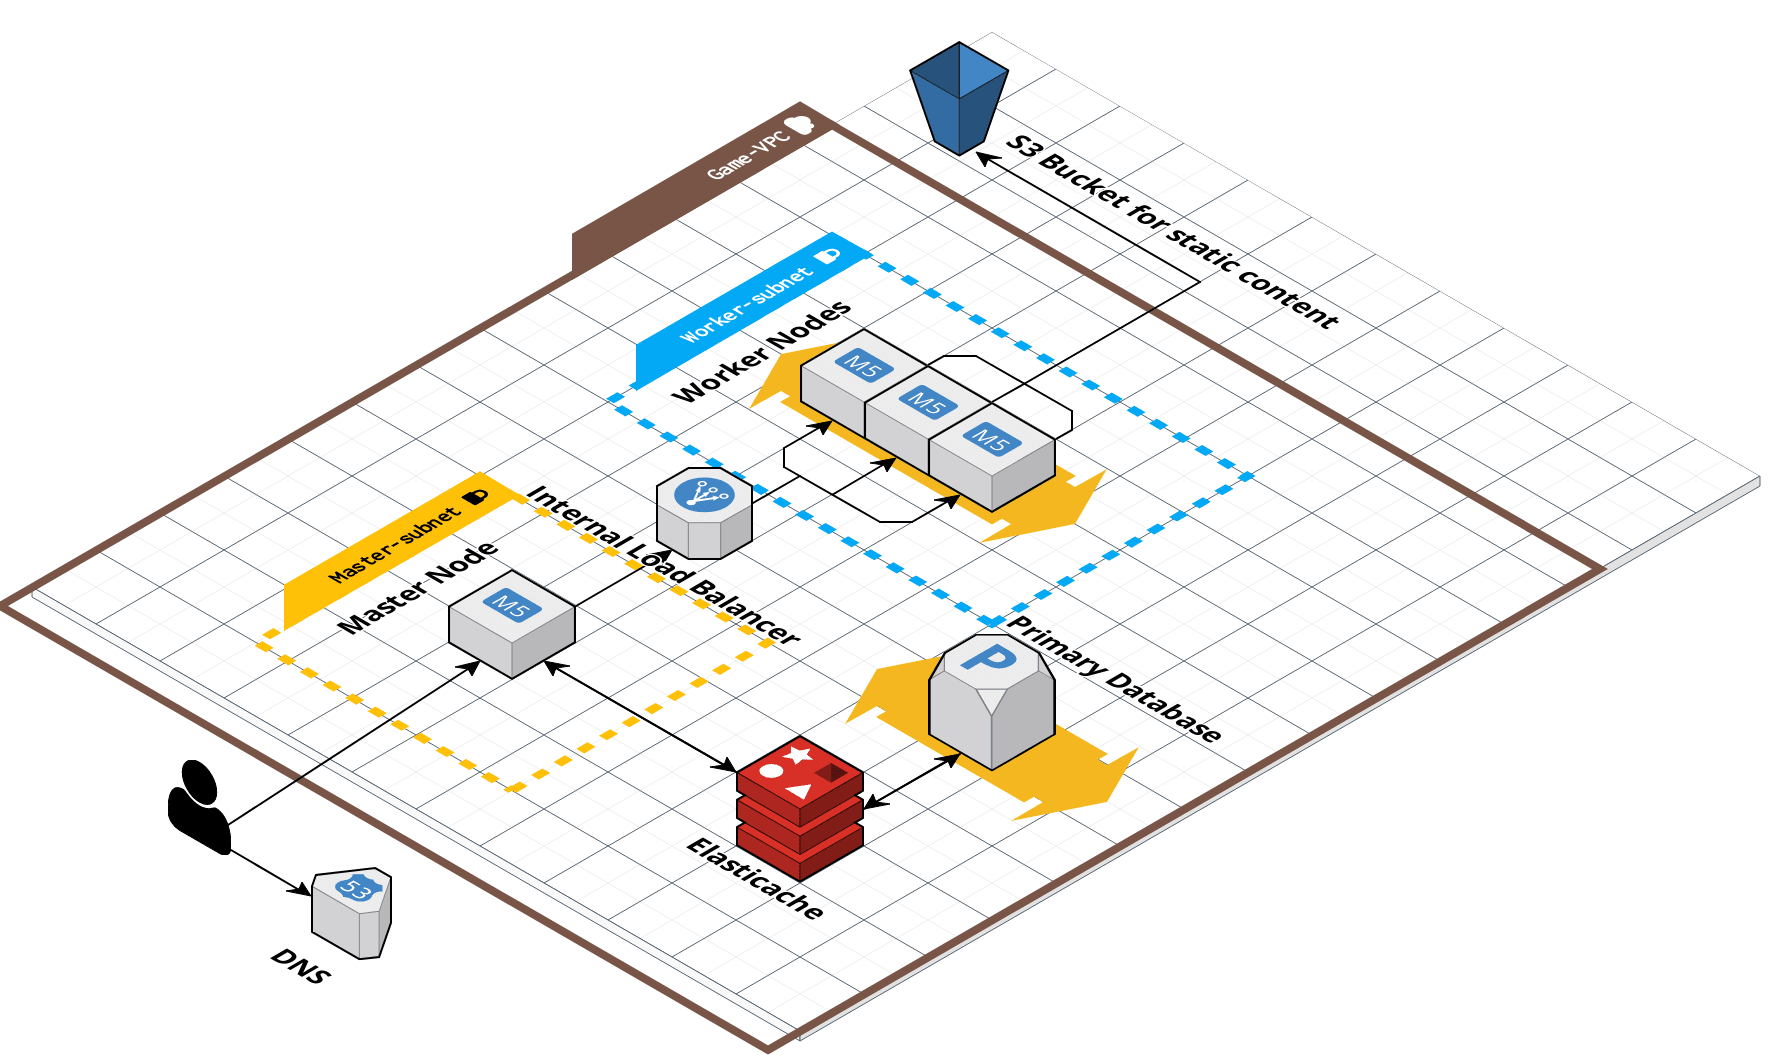 S3 Bucket for static content
Game-VPC
Worker-subnet
Worker Nodes
M5
M5
M5
Master-subnet
Internal Load Balancer
Master Node
M5
Primary Database
P
Elasticache
53
DNS